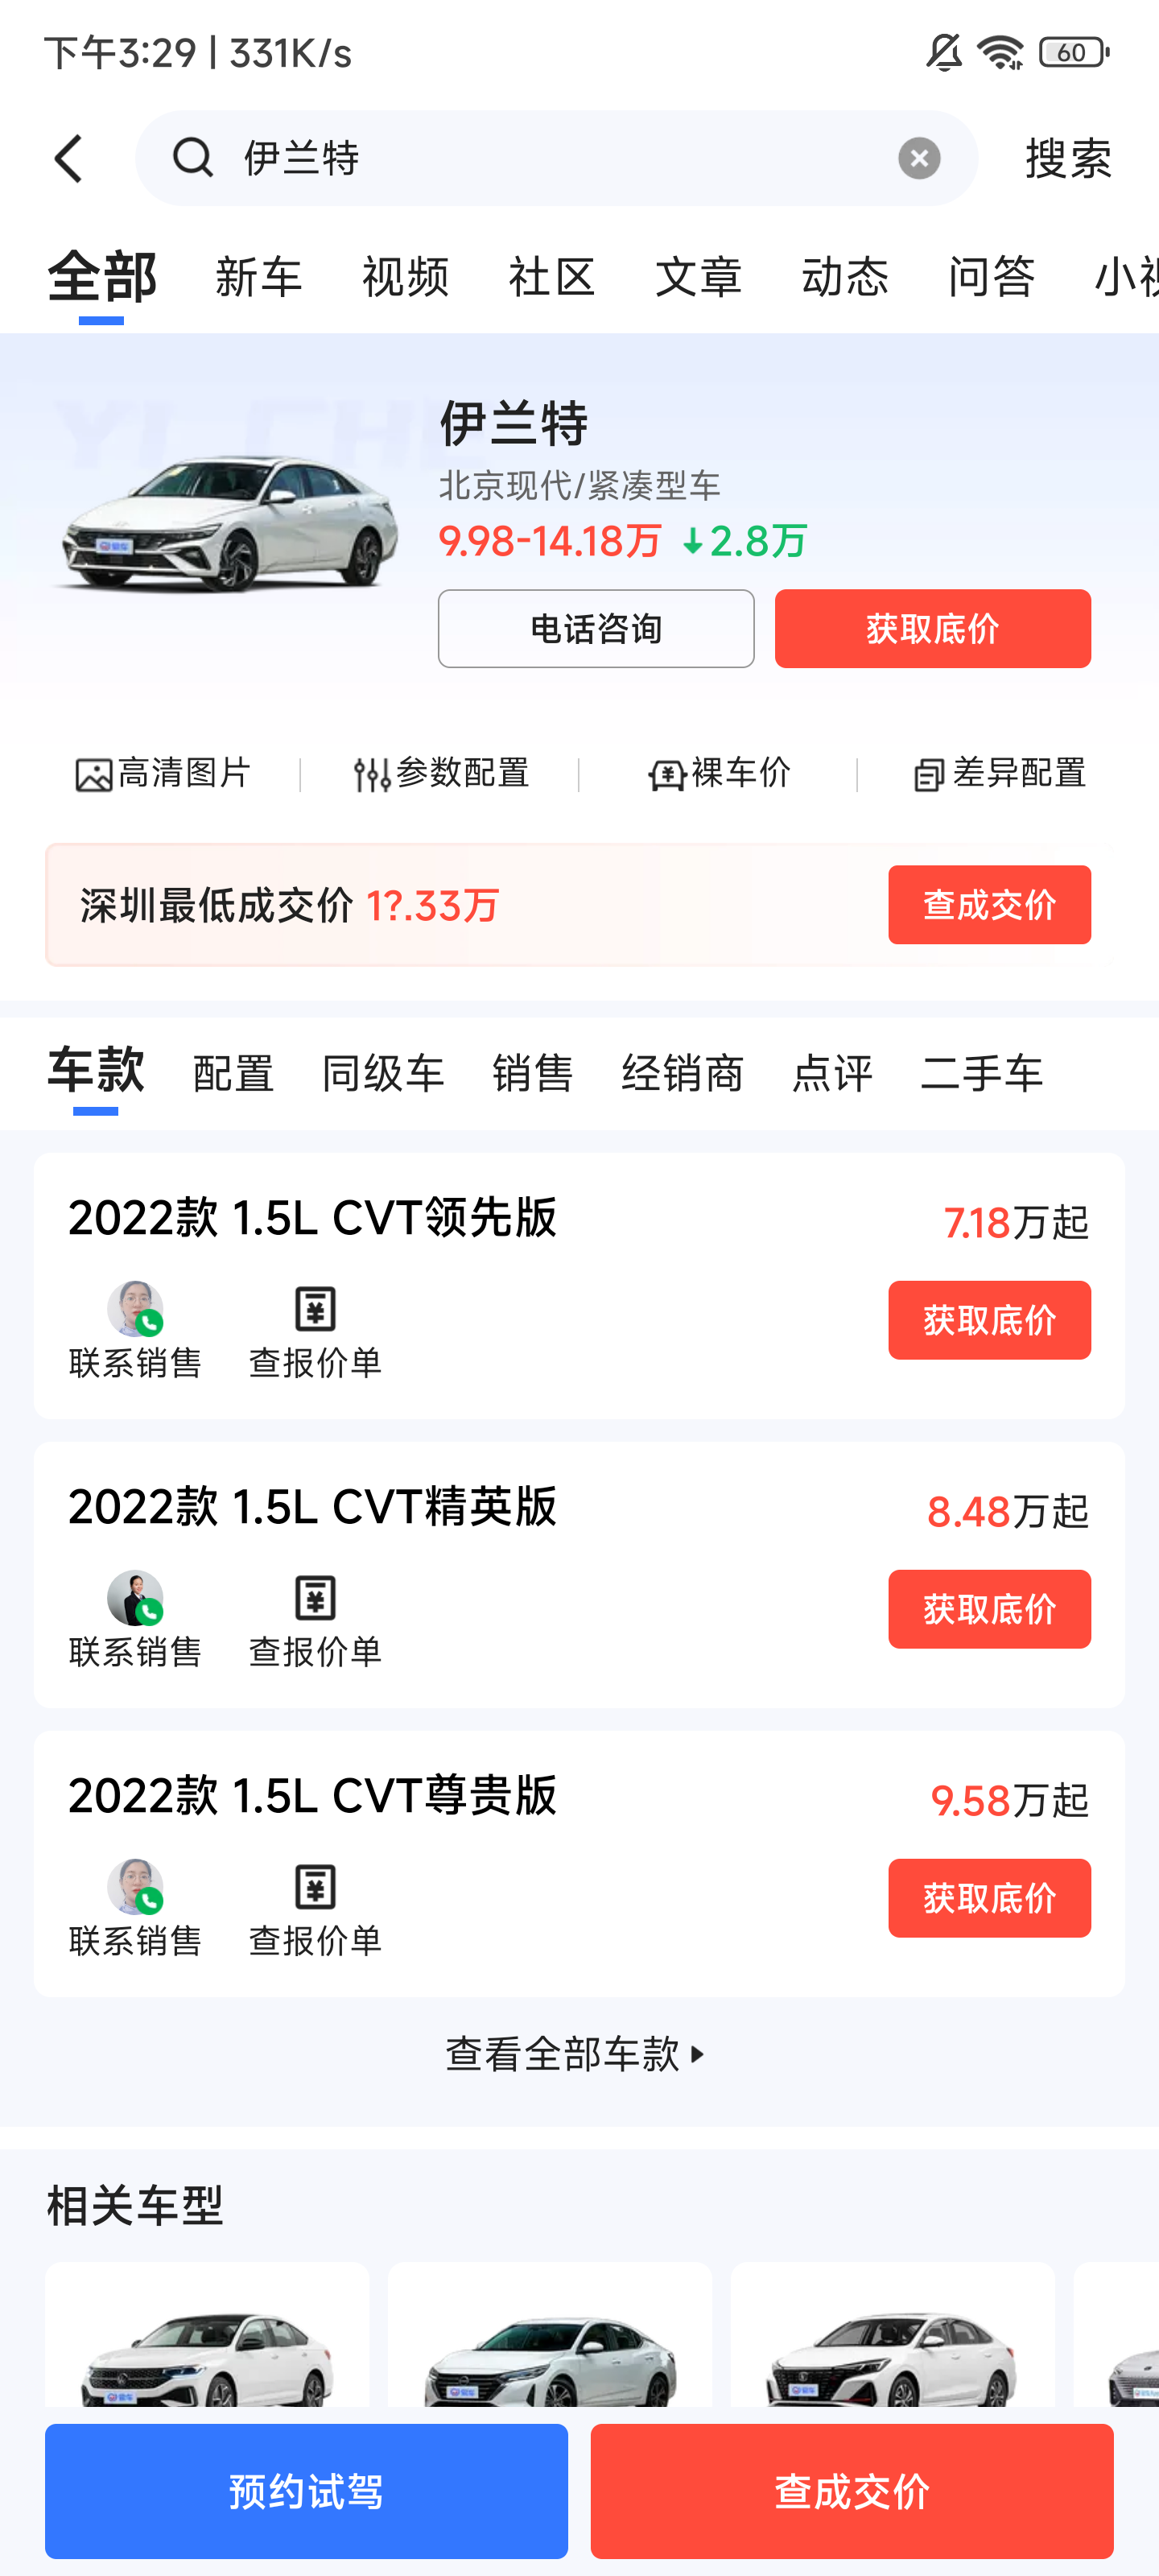 下午3:29 | 331K/s
60
伊兰特
搜索
全部 新车 视频 社区 文章 动态 问答 小视
YI CHE
伊兰特
北京现代/紧凑型车
9.98-14.18万 ↓2.8万
电话咨询 获取底价
高清图片 参数配置 裸车价 差异配置
深圳最低成交价 1?.33万 查成交价
车款 配置 同级车 销售 经销商 点评 二手车
2022款 1.5L CVT领先版 7.18万起
联系销售 查报价单 获取底价
2022款 1.5L CVT精英版 8.48万起
联系销售 查报价单 获取底价
2022款 1.5L CVT尊贵版 9.58万起
联系销售 查报价单 获取底价
查看全部车款
相关车型
预约试驾 查成交价